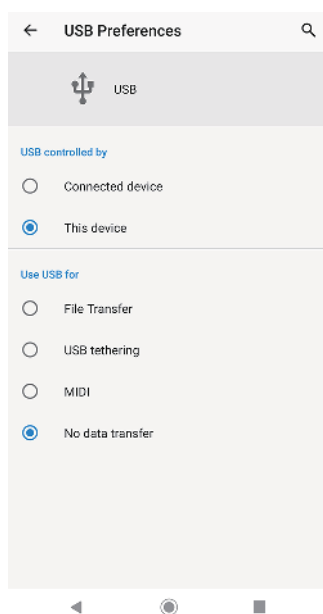 USB Preferences
USB
USB controlled by
Connected device
This device
Use USB for
File Transfer
USB tethering
MIDI
No data transfer